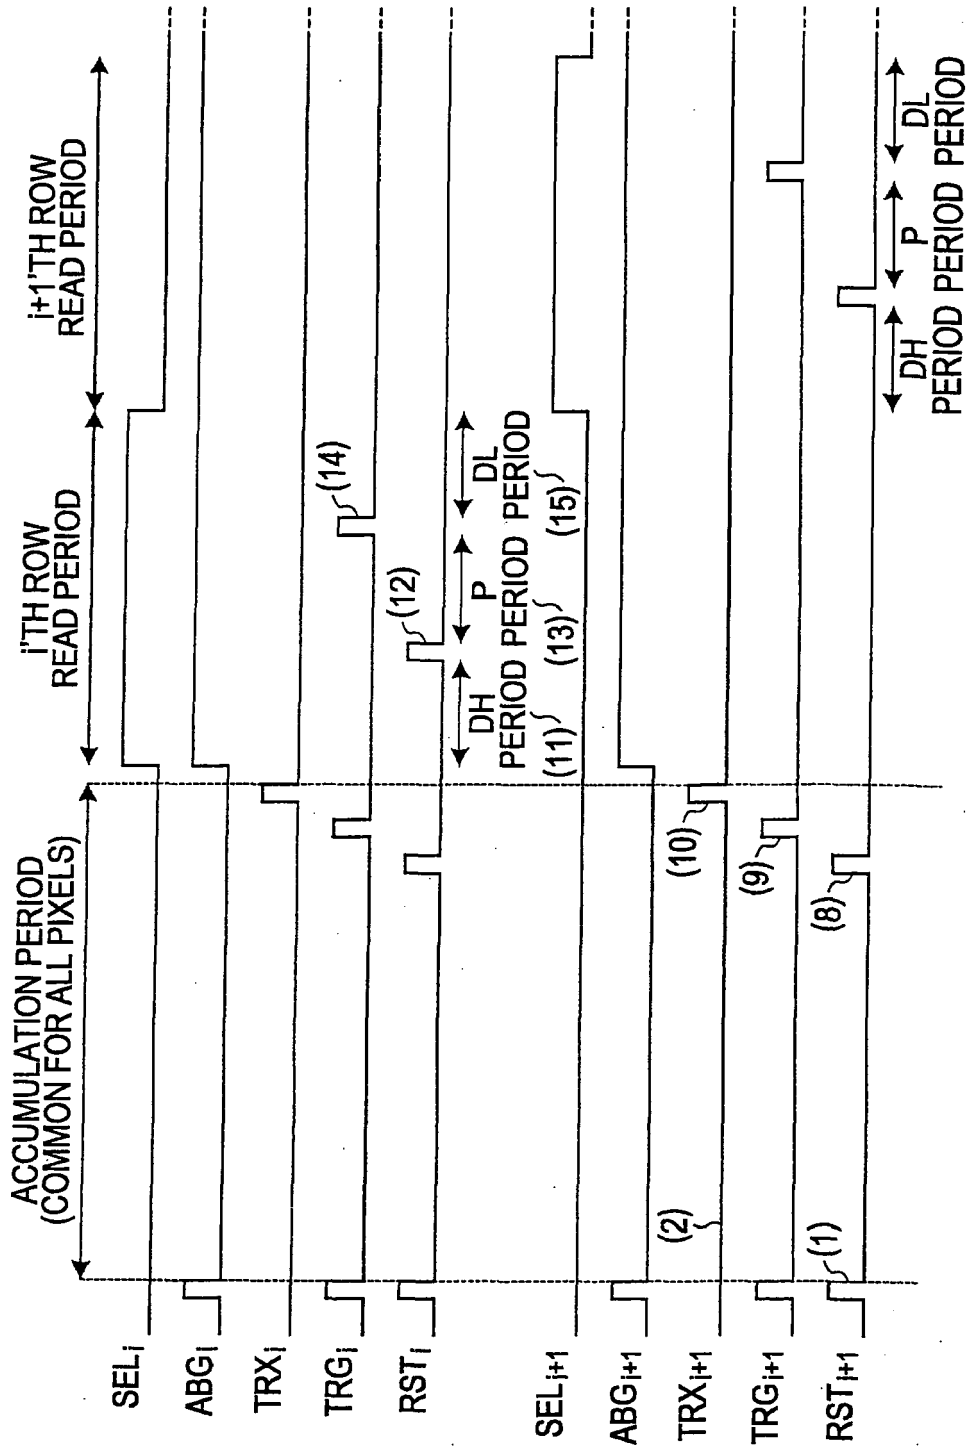 ACCUMULATION PERIOD
(COMMON FOR ALL PIXELS)
i'TH ROW
READ PERIOD
i+1'TH ROW
READ PERIOD
SELi
ABGi
TRXi
TRGi
(14)
RSTi
(12)
DH
PERIOD
P
PERIOD
DL
PERIOD
(11)
(13)
(15)
SELi+1
ABGi+1
TRXi+1
(2)
(10)
TRGi+1
(9)
RSTi+1
(1)
(8)
DH
PERIOD
P
PERIOD
DL
PERIOD